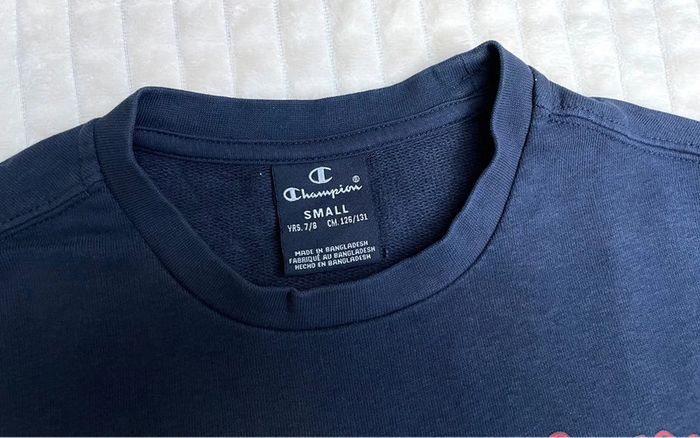 Champion®
SMALL
YRS. 7/8 CM. 126/131
MADE IN BANGLADESH
FABRIQUÉ AU BANGLADESH
HECHO EN BANGLADESH